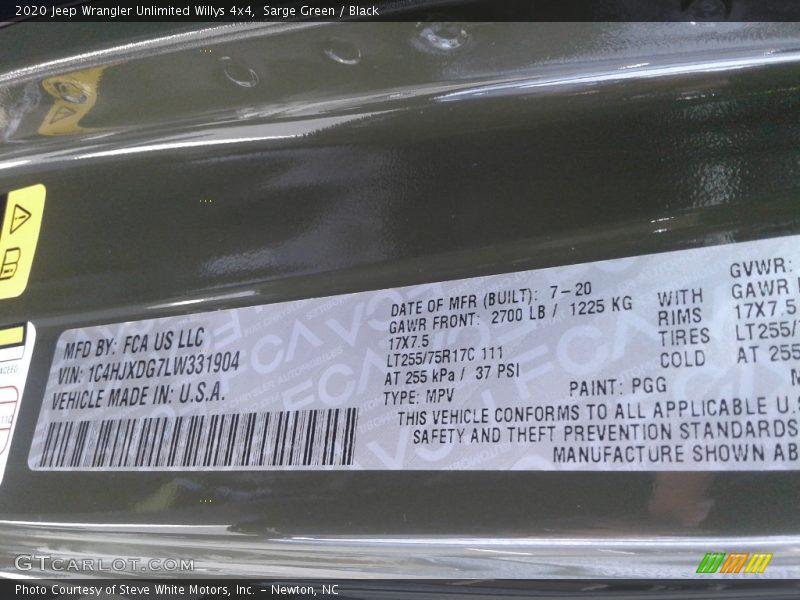 2020 Jeep Wrangler Unlimited Willys 4x4, Sarge Green / Black
MFD BY: FCA US LLC
VIN: 1C4HJXDG7LW331904
VEHICLE MADE IN: U.S.A.
DATE OF MFR (BUILT): 7-20
GAWR FRONT: 2700 LB / 1225 KG WITH
17X7.5 RIMS
LT255/75R17C 111 TIRES
AT 255 kPa / 37 PSI COLD
TYPE: MPV PAINT: PGG
GVWR:
GAWR
17X7.5
LT255/
AT 255
THIS VEHICLE CONFORMS TO ALL APPLICABLE U.
SAFETY AND THEFT PREVENTION STANDARDS
MANUFACTURE SHOWN AB
GTCARLOT.COM
Photo Courtesy of Steve White Motors, Inc. - Newton, NC